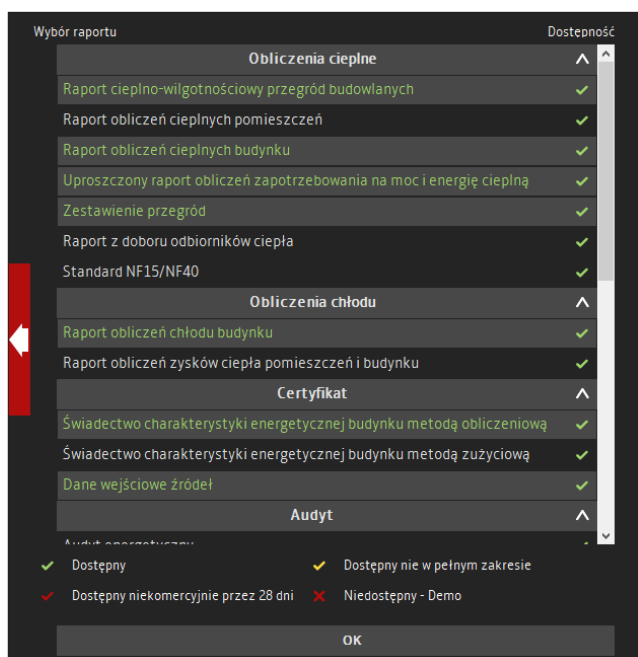 Wybór raportu Dostępność
Obliczenia cieplne
Raport cieplno-wilgotnościowy przegród budowlanych
Raport obliczeń cieplnych pomieszczeń
Raport obliczeń cieplnych budynku
Uproszczony raport obliczeń zapotrzebowania na moc i energię cieplną
Zestawienie przegród
Raport z doboru odbiorników ciepła
Standard NF15/NF40
Obliczenia chłodu
Raport obliczeń chłodu budynku
Raport obliczeń zysków ciepła pomieszczeń i budynku
Certyfikat
Świadectwo charakterystyki energetycznej budynku metodą obliczeniową
Świadectwo charakterystyki energetycznej budynku metodą zużyciową
Dane wejściowe źródeł
Audyt
Audyt energetyczny
Dostępny Dostępny nie w pełnym zakresie
Dostępny niekomercyjnie przez 28 dni Niedostępny - Demo
OK